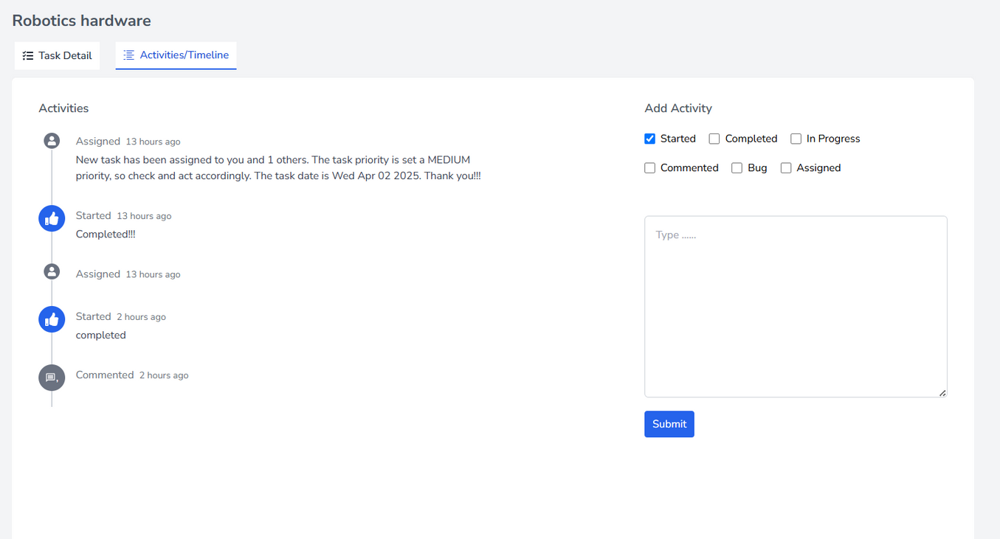 Robotics hardware
Task Detail
Activities/Timeline
Activities
Assigned 13 hours ago
New task has been assigned to you and 1 others. The task priority is set a MEDIUM
priority, so check and act accordingly. The task date is Wed Apr 02 2025. Thank you!!!
Started 13 hours ago
Completed!!!
Assigned 13 hours ago
Started 2 hours ago
completed
Commented 2 hours ago
Add Activity
Started Completed In Progress
Commented Bug Assigned
Type ......
Submit